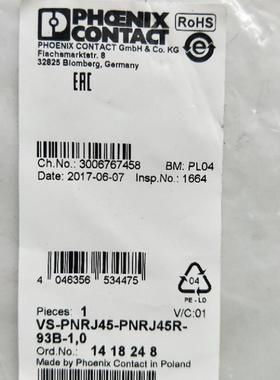 PHŒNIX
CONTACT
RoHS
PHOENIX CONTACT GmbH & Co. KG
Flachsmarktstr. 8
32825 Blomberg, Germany
EAC
Ch.No.: 3006767458 BM: PL04
Date: 2017-06-07 Insp.No.: 1664
4 046356 534475
04
PE - LD
Pieces: 1 V/C:01
VS-PNRJ45-PNRJ45R-
93B-1,0
Ord.No.: 14 18 24 8
Made by Phoenix Contact in Poland